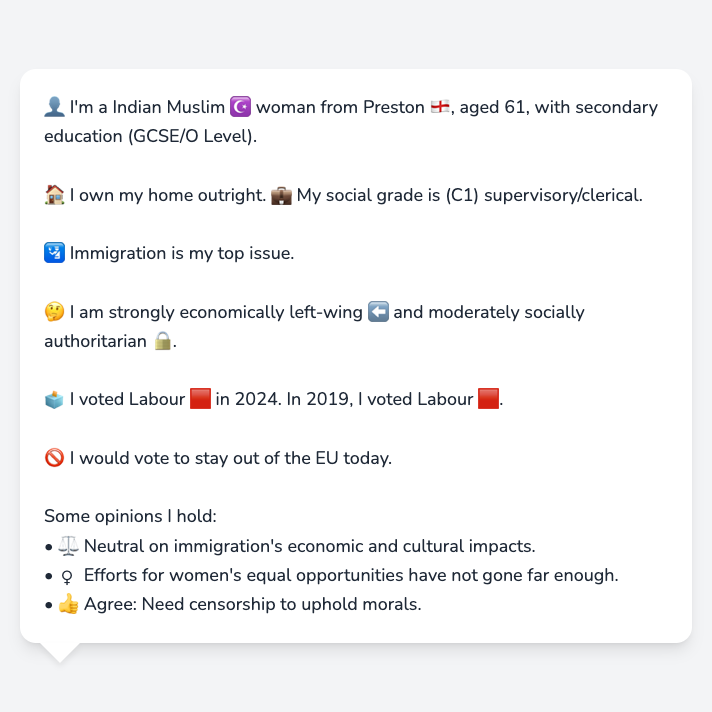 👤 I'm a Indian Muslim ☪️ woman from Preston 🏴󠁧󠁢󠁥󠁮󠁧󠁿, aged 61, with secondary
education (GCSE/O Level).
🏠 I own my home outright. 💼 My social grade is (C1) supervisory/clerical.
🛂 Immigration is my top issue.
🤔 I am strongly economically left-wing ⬅️ and moderately socially
authoritarian 🔒.
🗳️ I voted Labour 🟥 in 2024. In 2019, I voted Labour 🟥.
🚫 I would vote to stay out of the EU today.
Some opinions I hold:
• ⚖️ Neutral on immigration's economic and cultural impacts.
• ♀ Efforts for women's equal opportunities have not gone far enough.
• 👍 Agree: Need censorship to uphold morals.